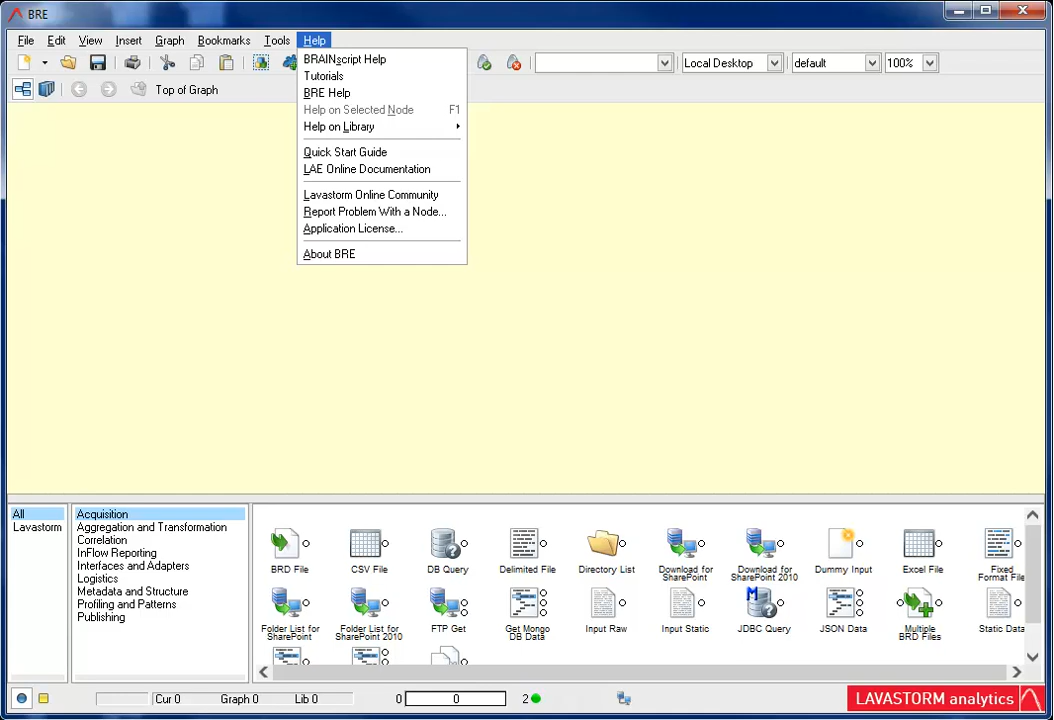 BRE
File Edit View Insert Graph Bookmarks Tools Help
Local Desktop default 100%
Top of Graph
BRAINscript Help
Tutorials
BRE Help
Help on Selected Node F1
Help on Library
Quick Start Guide
LAE Online Documentation
Lavastorm Online Community
Report Problem With a Node...
Application License...
About BRE
All
Lavastorm
Acquisition
Aggregation and Transformation
Correlation
InFlow Reporting
Interfaces and Adapters
Logistics
Metadata and Structure
Profiling and Patterns
Publishing
BRD File
CSV File
DB Query
Delimited File
Directory List
Download for
SharePoint
Download for
SharePoint 2010
Dummy Input
Excel File
Fixed
Format File
Folder List for
SharePoint
Folder List for
SharePoint 2010
FTP Get
Get Mongo
DB Data
Input Raw
Input Static
JDBC Query
JSON Data
Multiple
BRD Files
Static Data
Cur 0 Graph 0 Lib 0 0 0 2
LAVASTORM analytics